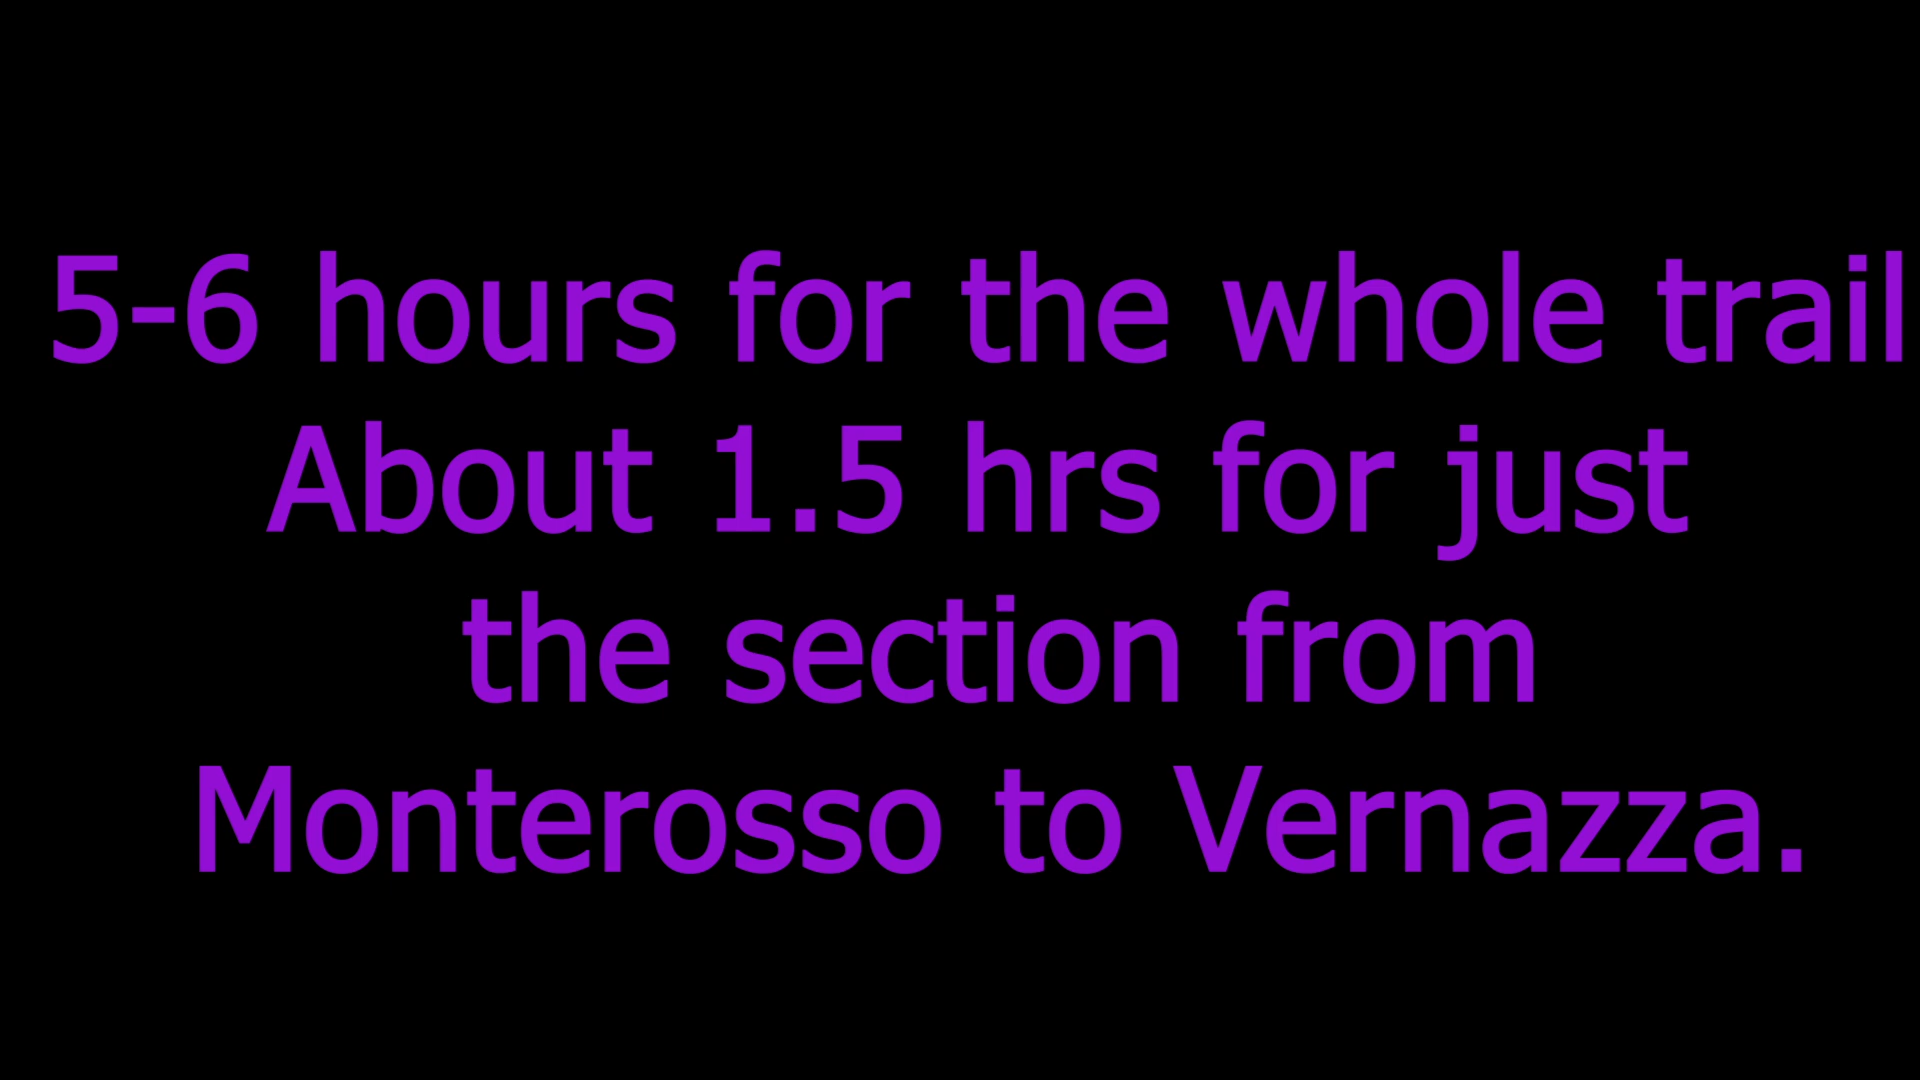 5-6 hours for the whole trail
About 1.5 hrs for just
the section from
Monterosso to Vernazza.